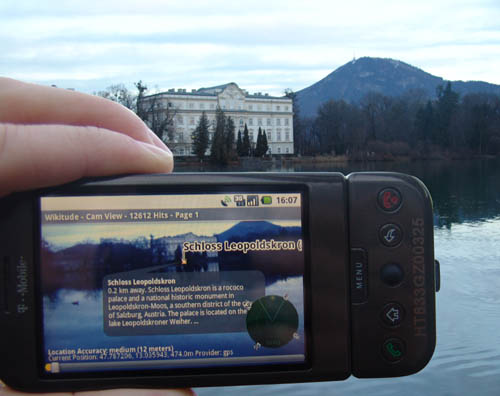 16:07
Wikitude - Cam View - 12612 Hits - Page 1
Schloss Leopoldskron (
Schloss Leopoldskron
0.2 km away. Schloss Leopoldskron is a rococo
palace and a national historic monument in
Leopoldskron-Moos, a southern district of the city
of Salzburg, Austria. The palace is located on the
lake Leopoldskroner Weiher. ...
Location Accuracy: medium (12 meters)
Current Position: 47.787206, 13.035943, 474.0m Provider: gps
T··Mobile·
MENU
HT833GZ00325